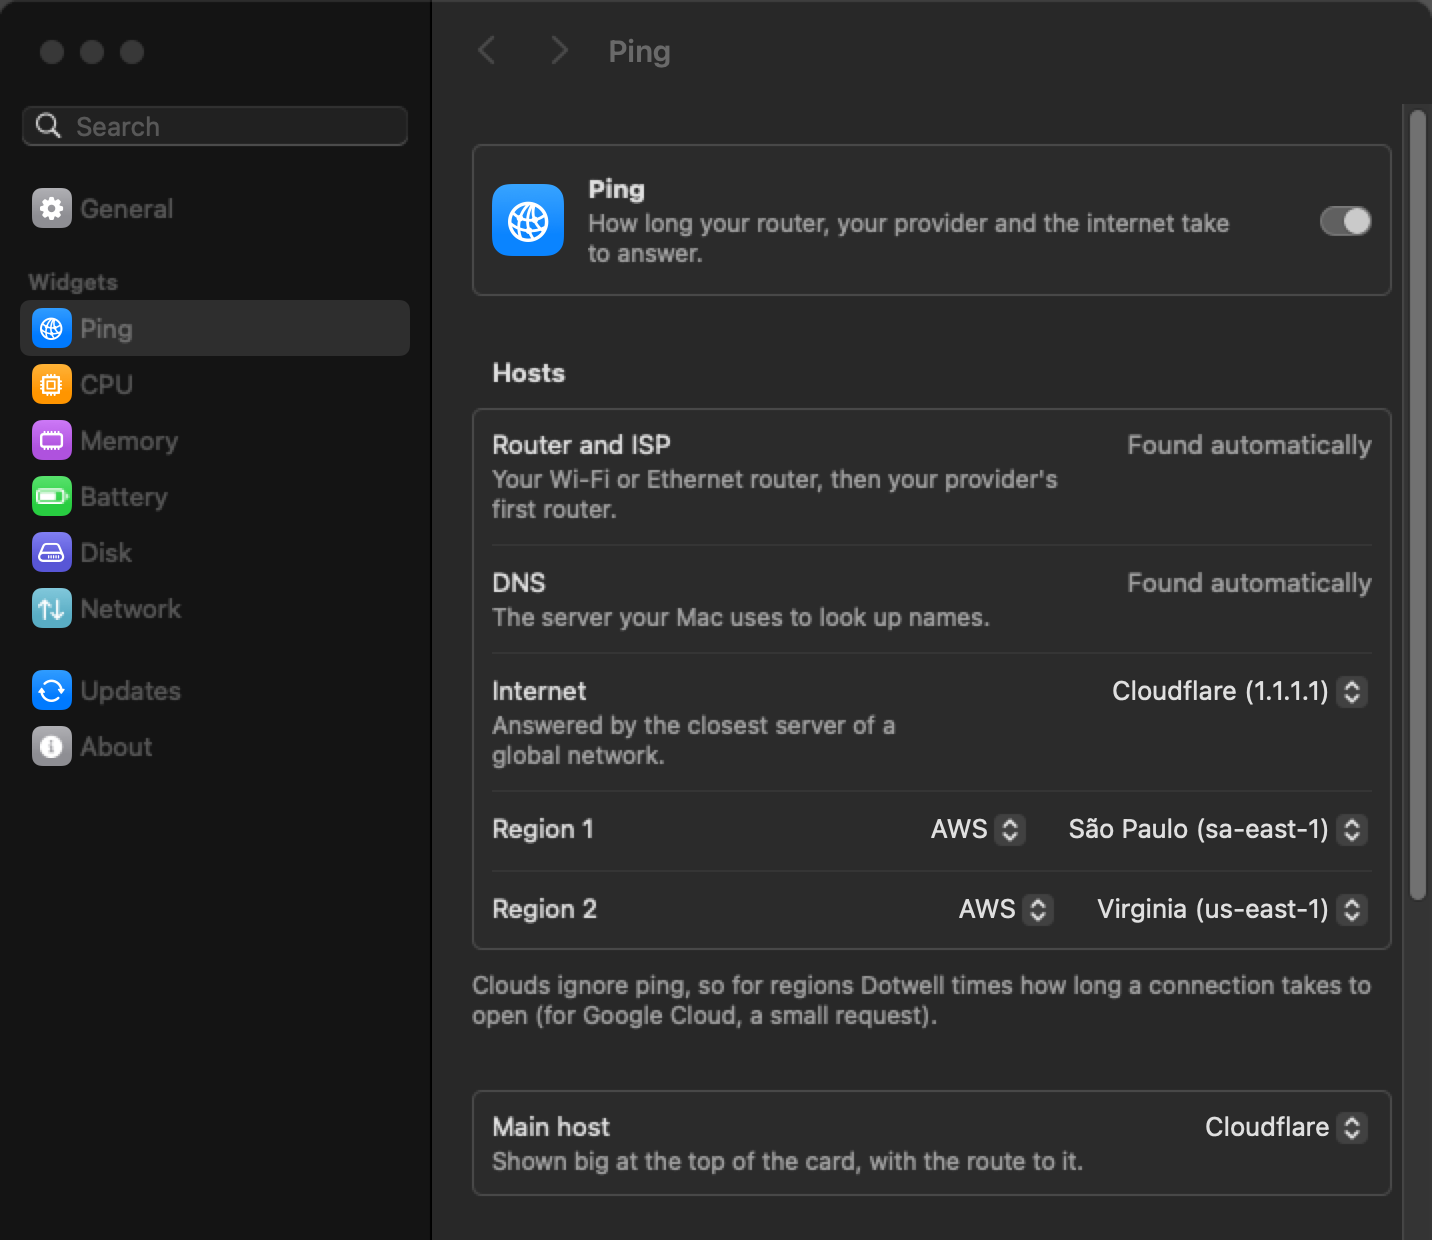 Ping
Search
General
Widgets
Ping
CPU
Memory
Battery
Disk
Network
Updates
About
Ping
How long your router, your provider and the internet take
to answer.
Hosts
Router and ISP
Found automatically
Your Wi-Fi or Ethernet router, then your provider's
first router.
DNS
Found automatically
The server your Mac uses to look up names.
Internet
Cloudflare (1.1.1.1)
Answered by the closest server of a
global network.
Region 1
AWS
São Paulo (sa-east-1)
Region 2
AWS
Virginia (us-east-1)
Clouds ignore ping, so for regions Dotwell times how long a connection takes to
open (for Google Cloud, a small request).
Main host
Cloudflare
Shown big at the top of the card, with the route to it.